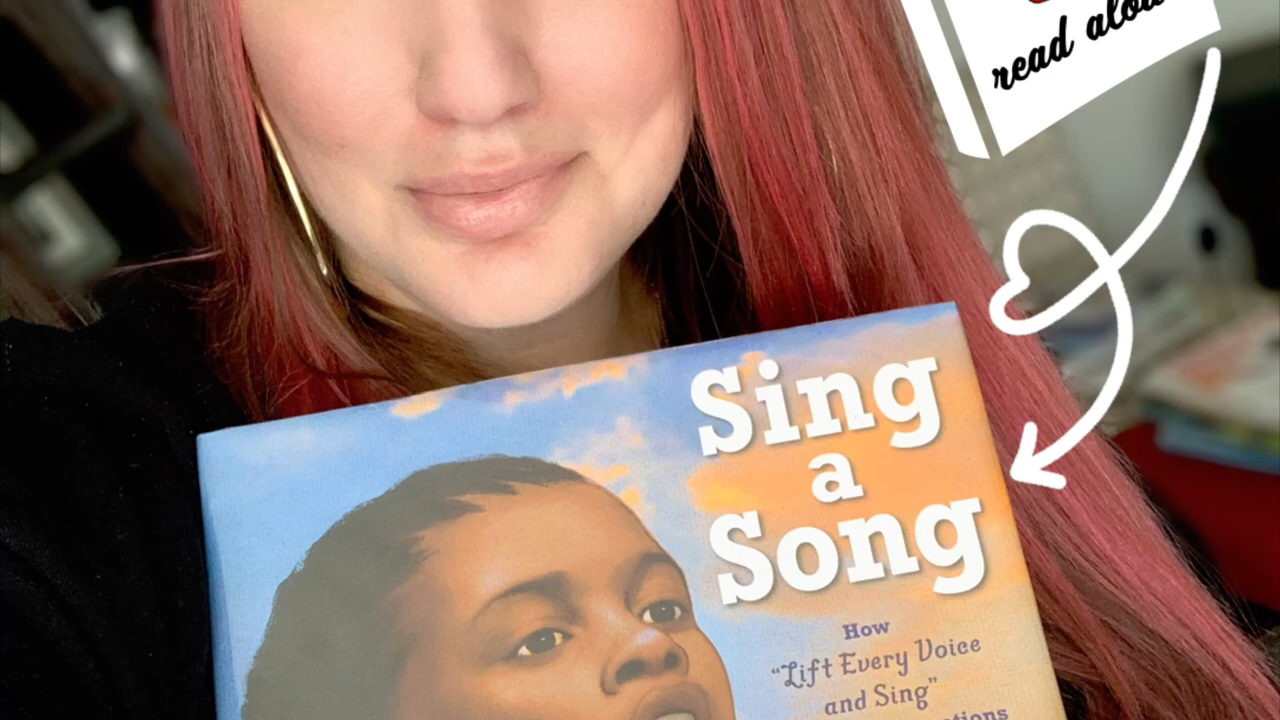 read alou
Sing
a
Song
How
"Lift Every Voice
and Sing"